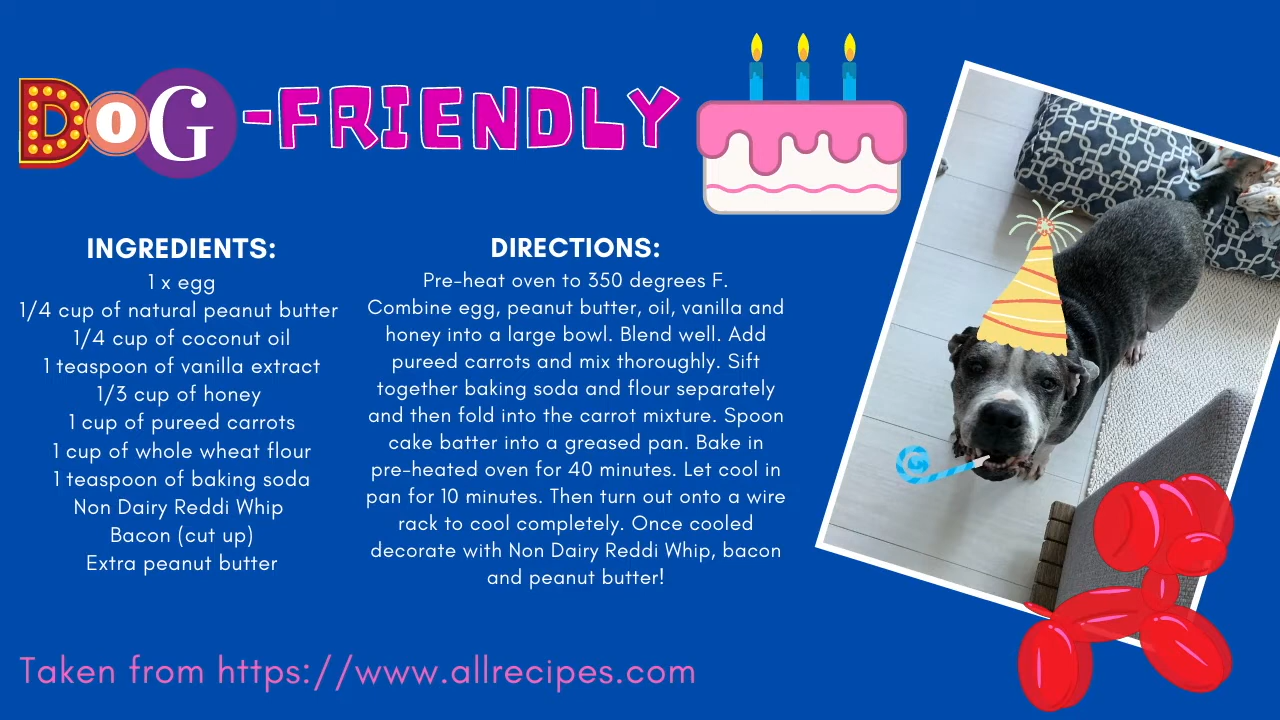 DoG-FRIENDLY
INGREDIENTS:
1 x egg
1/4 cup of natural peanut butter
1/4 cup of coconut oil
1 teaspoon of vanilla extract
1/3 cup of honey
1 cup of pureed carrots
1 cup of whole wheat flour
1 teaspoon of baking soda
Non Dairy Reddi Whip
Bacon (cut up)
Extra peanut butter
DIRECTIONS:
Pre-heat oven to 350 degrees F.
Combine egg, peanut butter, oil, vanilla and
honey into a large bowl. Blend well. Add
pureed carrots and mix thoroughly. Sift
together baking soda and flour separately
and then fold into the carrot mixture. Spoon
cake batter into a greased pan. Bake in
pre-heated oven for 40 minutes. Let cool in
pan for 10 minutes. Then turn out onto a wire
rack to cool completely. Once cooled
decorate with Non Dairy Reddi Whip, bacon
and peanut butter!
Taken from https://www.allrecipes.com